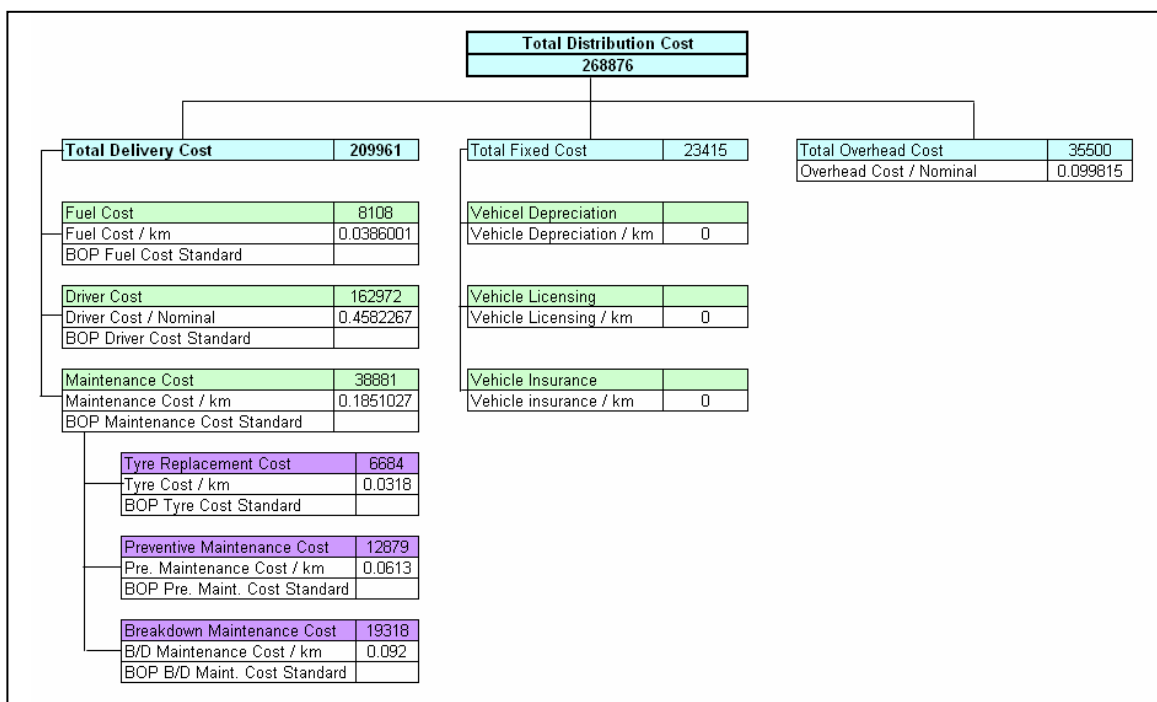 Total Distribution Cost
268876
Total Delivery Cost 209961
Fuel Cost 8108
Fuel Cost / km 0.0386001
BOP Fuel Cost Standard
Driver Cost 162972
Driver Cost / Nominal 0.4582267
BOP Driver Cost Standard
Maintenance Cost 38881
Maintenance Cost / km 0.1851027
BOP Maintenance Cost Standard
Tyre Replacement Cost 6684
Tyre Cost / km 0.0318
BOP Tyre Cost Standard
Preventive Maintenance Cost 12879
Pre. Maintenance Cost / km 0.0613
BOP Pre. Maint. Cost Standard
Breakdown Maintenance Cost 19318
B/D Maintenance Cost / km 0.092
BOP B/D Maint. Cost Standard
Total Fixed Cost 23415
Vehicel Depreciation
Vehicle Depreciation / km 0
Vehicle Licensing
Vehicle Licensing / km 0
Vehicle Insurance
Vehicle insurance / km 0
Total Overhead Cost 35500
Overhead Cost / Nominal 0.099815